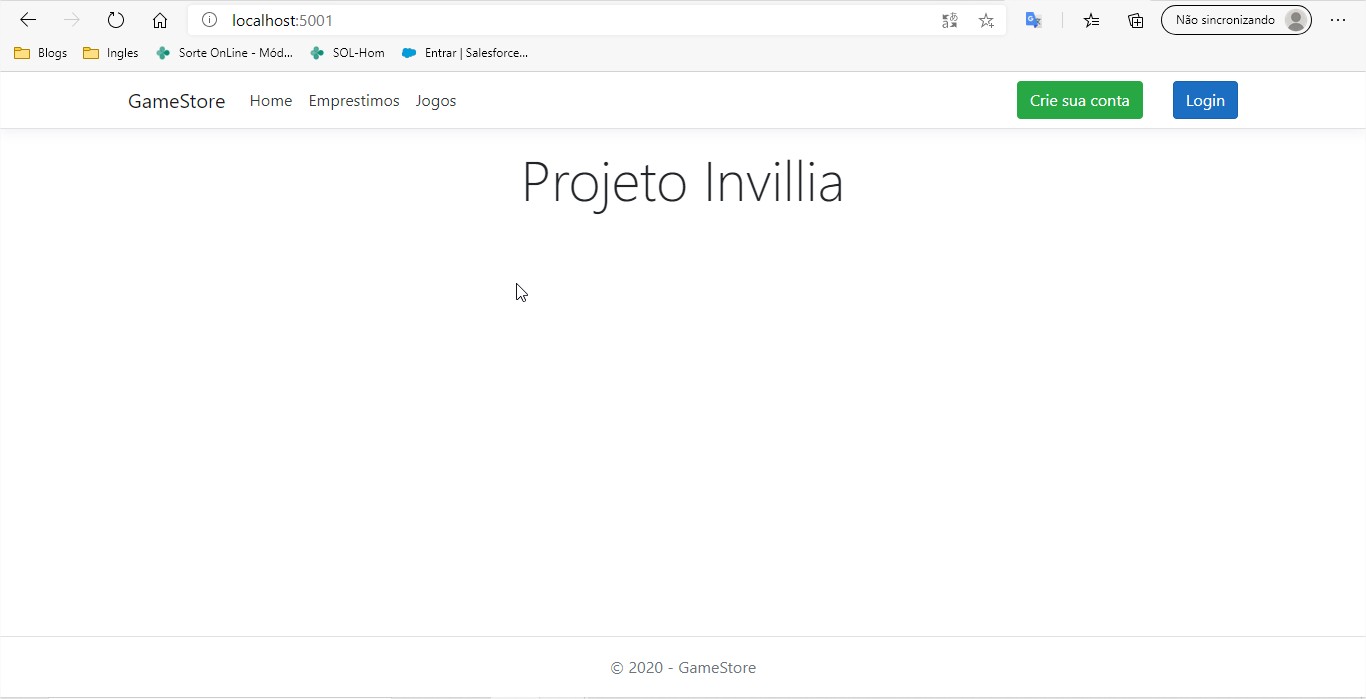 localhost:5001
Não sincronizando
Blogs Ingles Sorte OnLine - Mód... SOL-Hom Entrar | Salesforce...
GameStore Home Emprestimos Jogos Crie sua conta Login
Projeto Invillia
© 2020 - GameStore